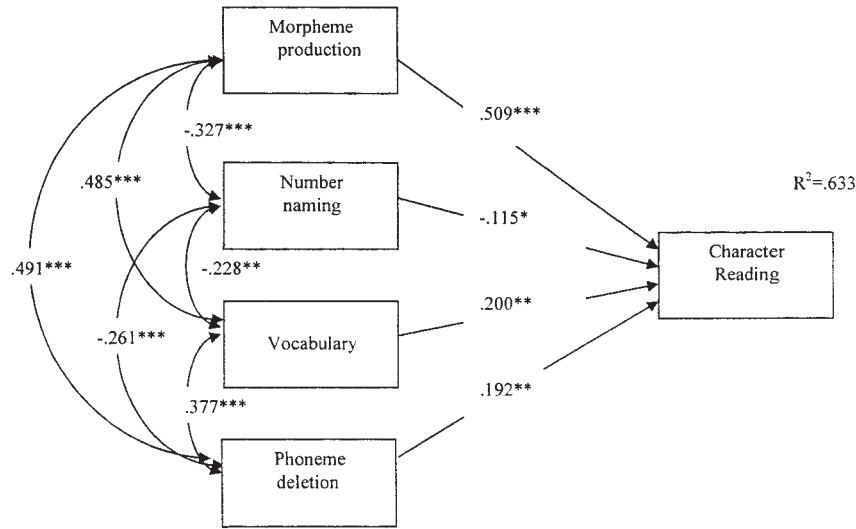 Morpheme
production
.509***
-.327***
.485***
Number
naming
R²=.633
-.115*
Character
Reading
.491***
-.228**
.200**
-.261***
Vocabulary
.192**
.377***
Phoneme
deletion